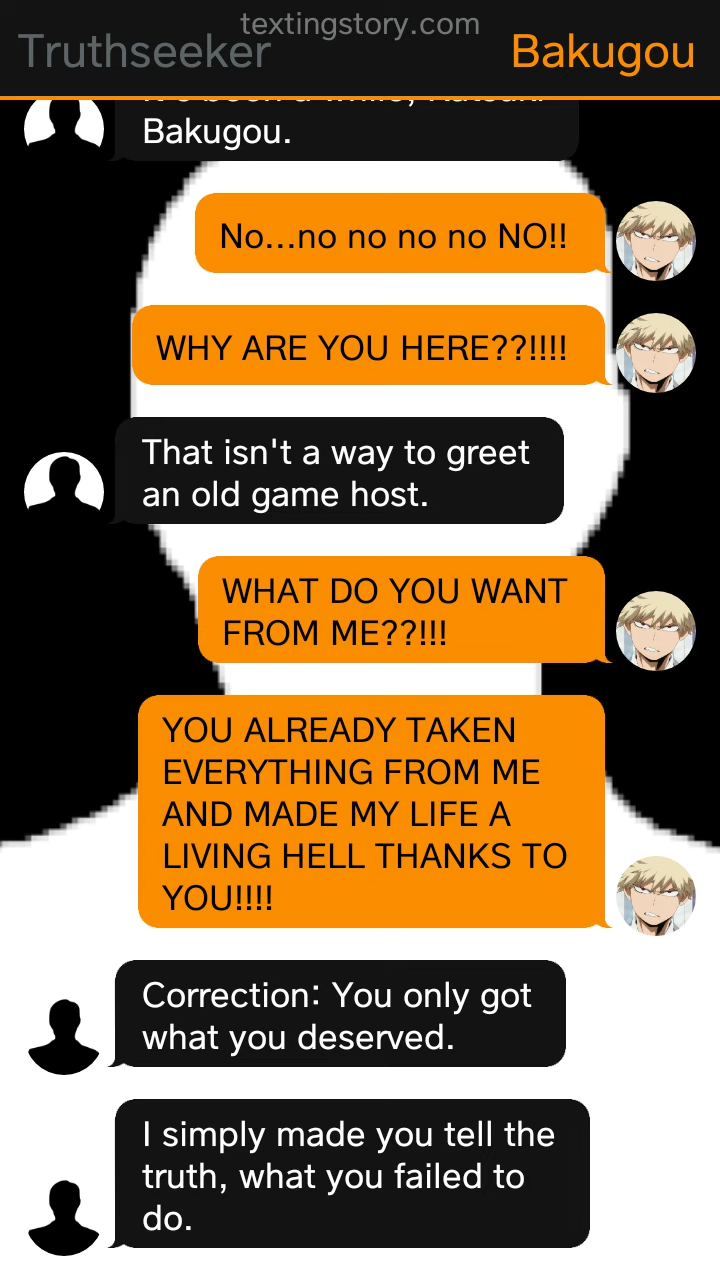 textingstory.com
Truthseeker
Bakugou
Bakugou.
No...no no no no NO!!
WHY ARE YOU HERE??!!!!
That isn't a way to greet
an old game host.
WHAT DO YOU WANT
FROM ME??!!!
YOU ALREADY TAKEN
EVERYTHING FROM ME
AND MADE MY LIFE A
LIVING HELL THANKS TO
YOU!!!!
Correction: You only got
what you deserved.
I simply made you tell the
truth, what you failed to
do.